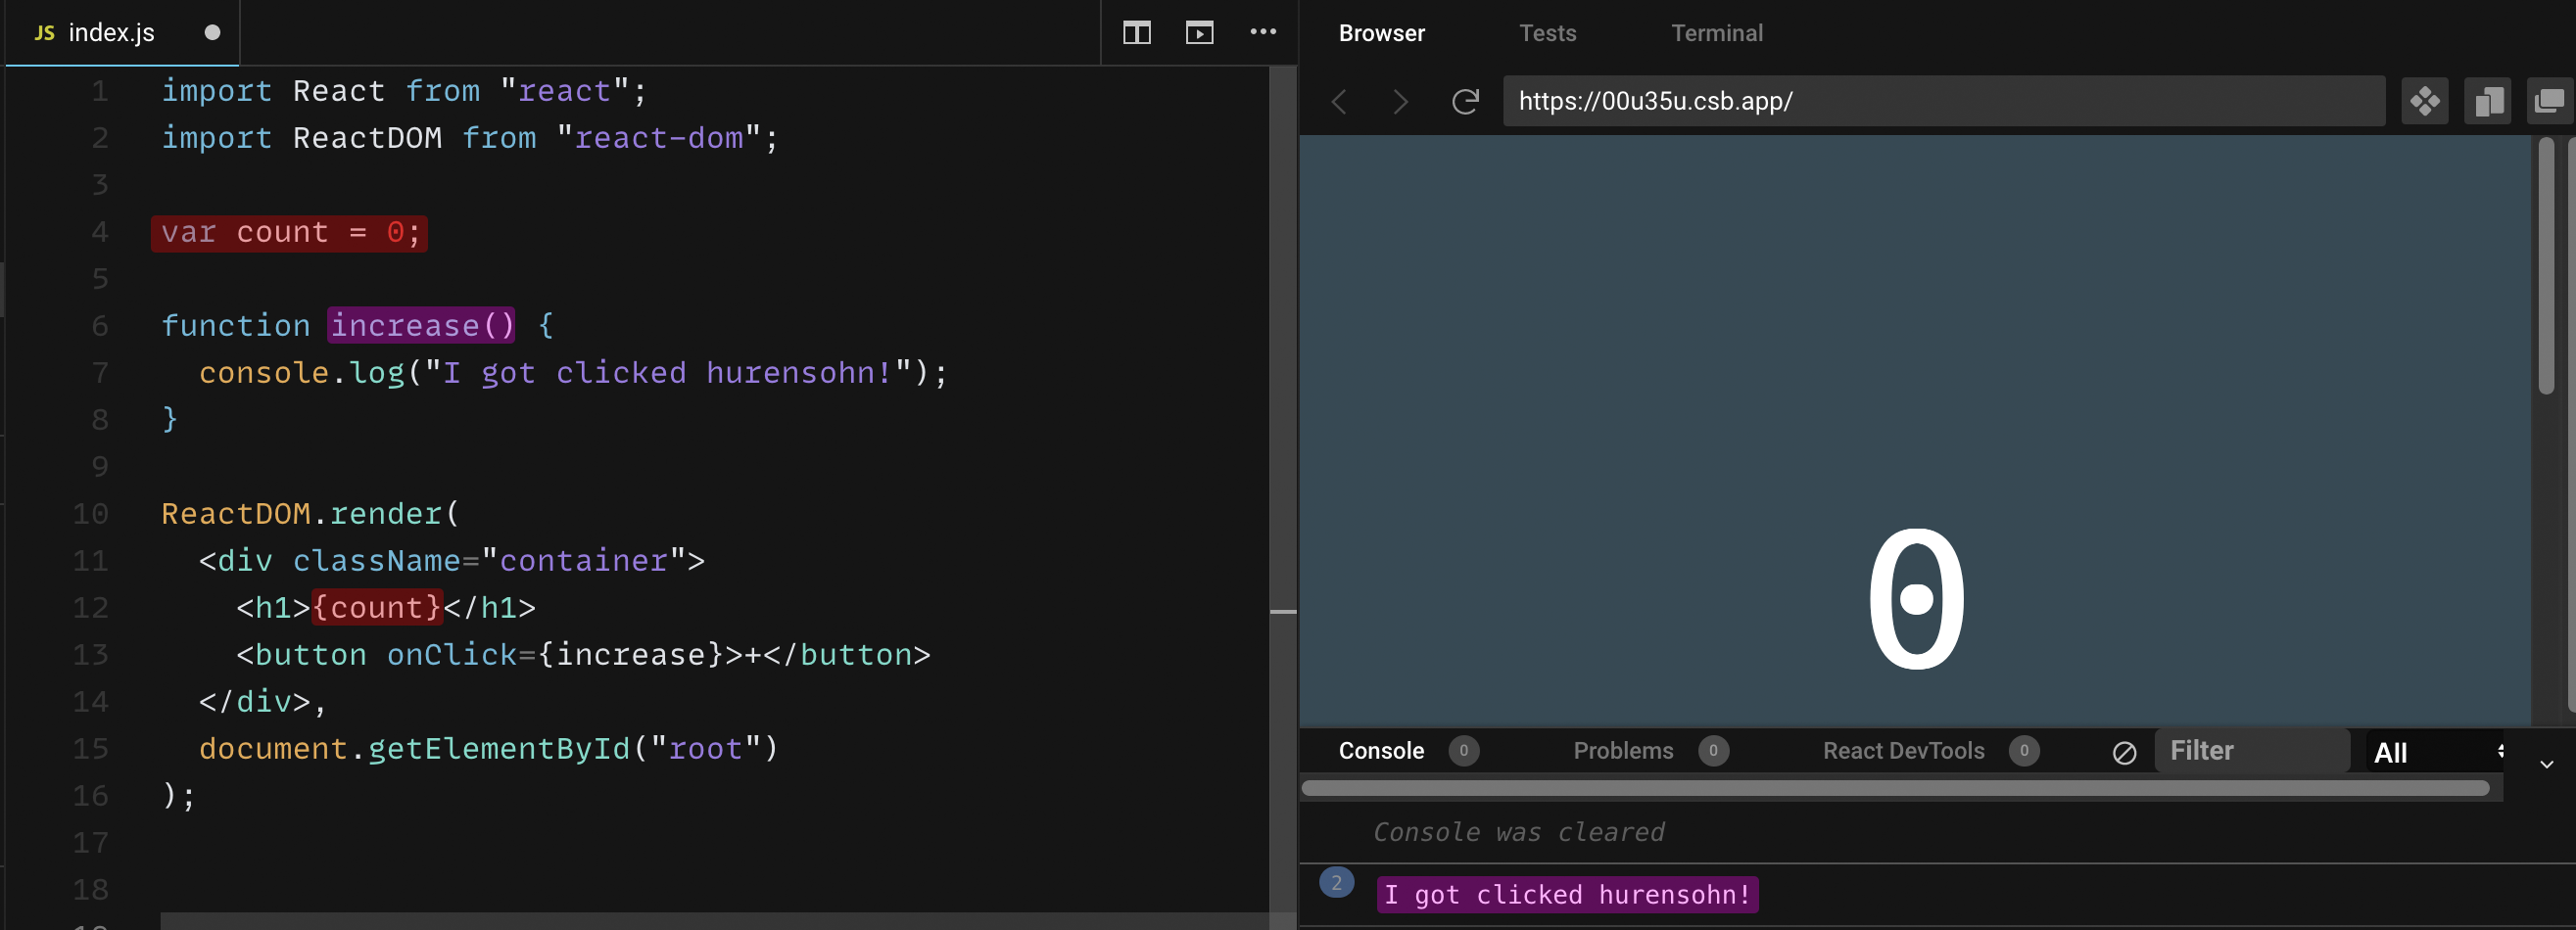 JS index.js
1 import React from "react";
2 import ReactDOM from "react-dom";
3
4 var count = 0;
5
6 function increase() {
7 console.log("I got clicked hurensohn!");
8 }
9
10 ReactDOM.render(
11 <div className="container">
12 <h1>{count}</h1>
13 <button onClick={increase}>+</button>
14 </div>,
15 document.getElementById("root")
16 );
17
18
Browser Tests Terminal
https://00u35u.csb.app/
0
Console 0 Problems 0 React DevTools 0 Filter All
Console was cleared
2 I got clicked hurensohn!